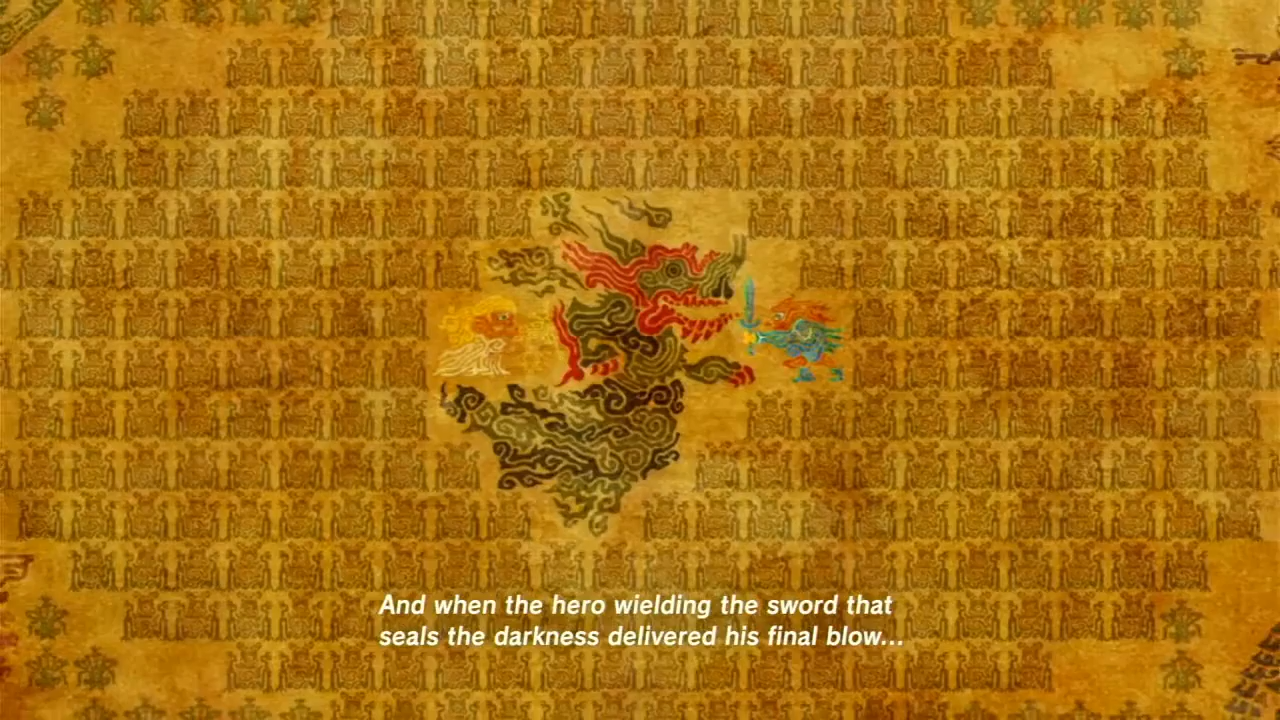 And when the hero wielding the sword that
seals the darkness delivered his final blow...